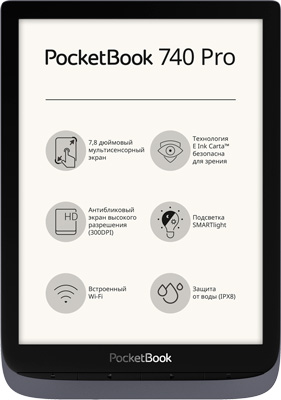 PocketBook 740 Pro
7,8 дюймовый
мультисенсорный
экран
Технология
E Ink Carta™
безопасна
для зрения
HD
Антибликовый
экран высокого
разрешения
(300DPI)
Подсветка
SMARTlight
Встроенный
Wi-Fi
Защита
от воды (IPX8)
PocketBook